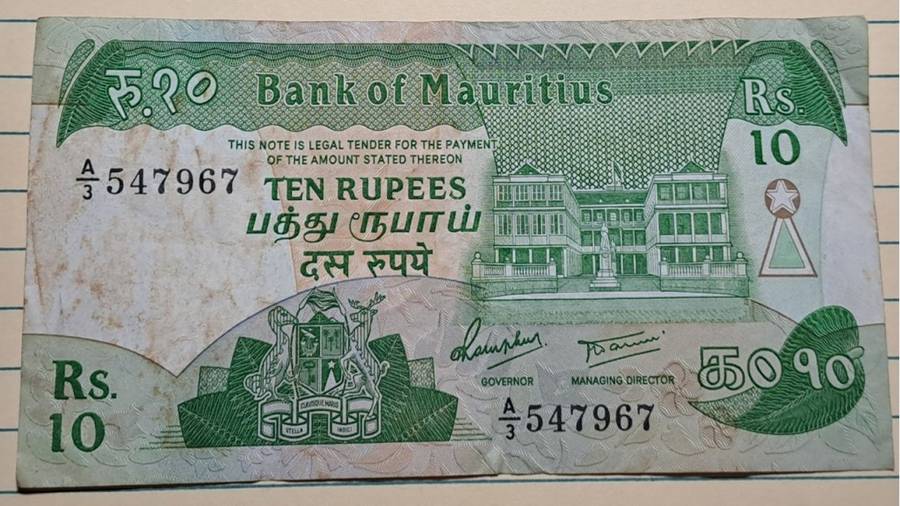 रु.१०
Bank of Mauritius
Rs.
10
THIS NOTE IS LEGAL TENDER FOR THE PAYMENT
OF THE AMOUNT STATED THEREON
A/3 547967
TEN RUPEES
பத்து ரூபாய்
दस रुपये
Rs.
10
STELLA
INDICI
GOVERNOR
MANAGING DIRECTOR
A/3 547967